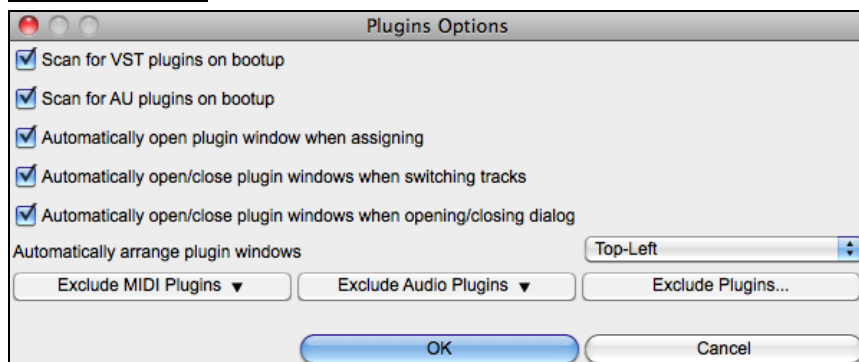 Plugins Options
Scan for VST plugins on bootup
Scan for AU plugins on bootup
Automatically open plugin window when assigning
Automatically open/close plugin windows when switching tracks
Automatically open/close plugin windows when opening/closing dialog
Automatically arrange plugin windows Top-Left
Exclude MIDI Plugins ▼ Exclude Audio Plugins ▼ Exclude Plugins...
OK Cancel